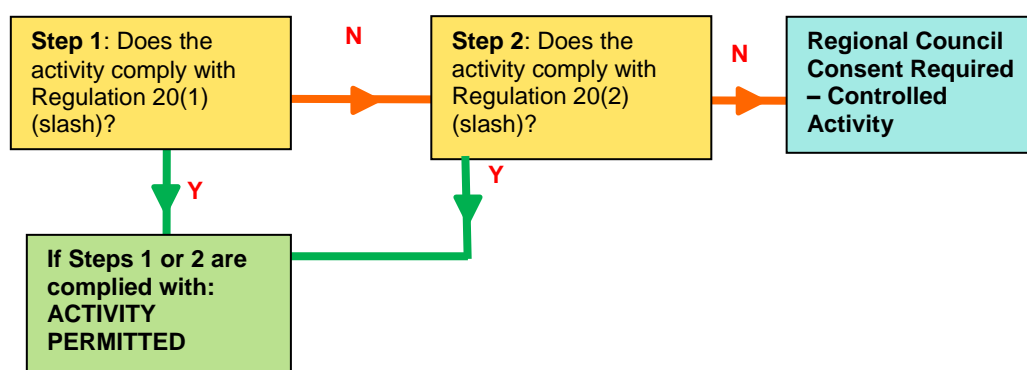 Step 1: Does the
activity comply with
Regulation 20(1)
(slash)?
N
Step 2: Does the
activity comply with
Regulation 20(2)
(slash)?
N
Regional Council
Consent Required
– Controlled
Activity
Y
Y
If Steps 1 or 2 are
complied with:
ACTIVITY
PERMITTED